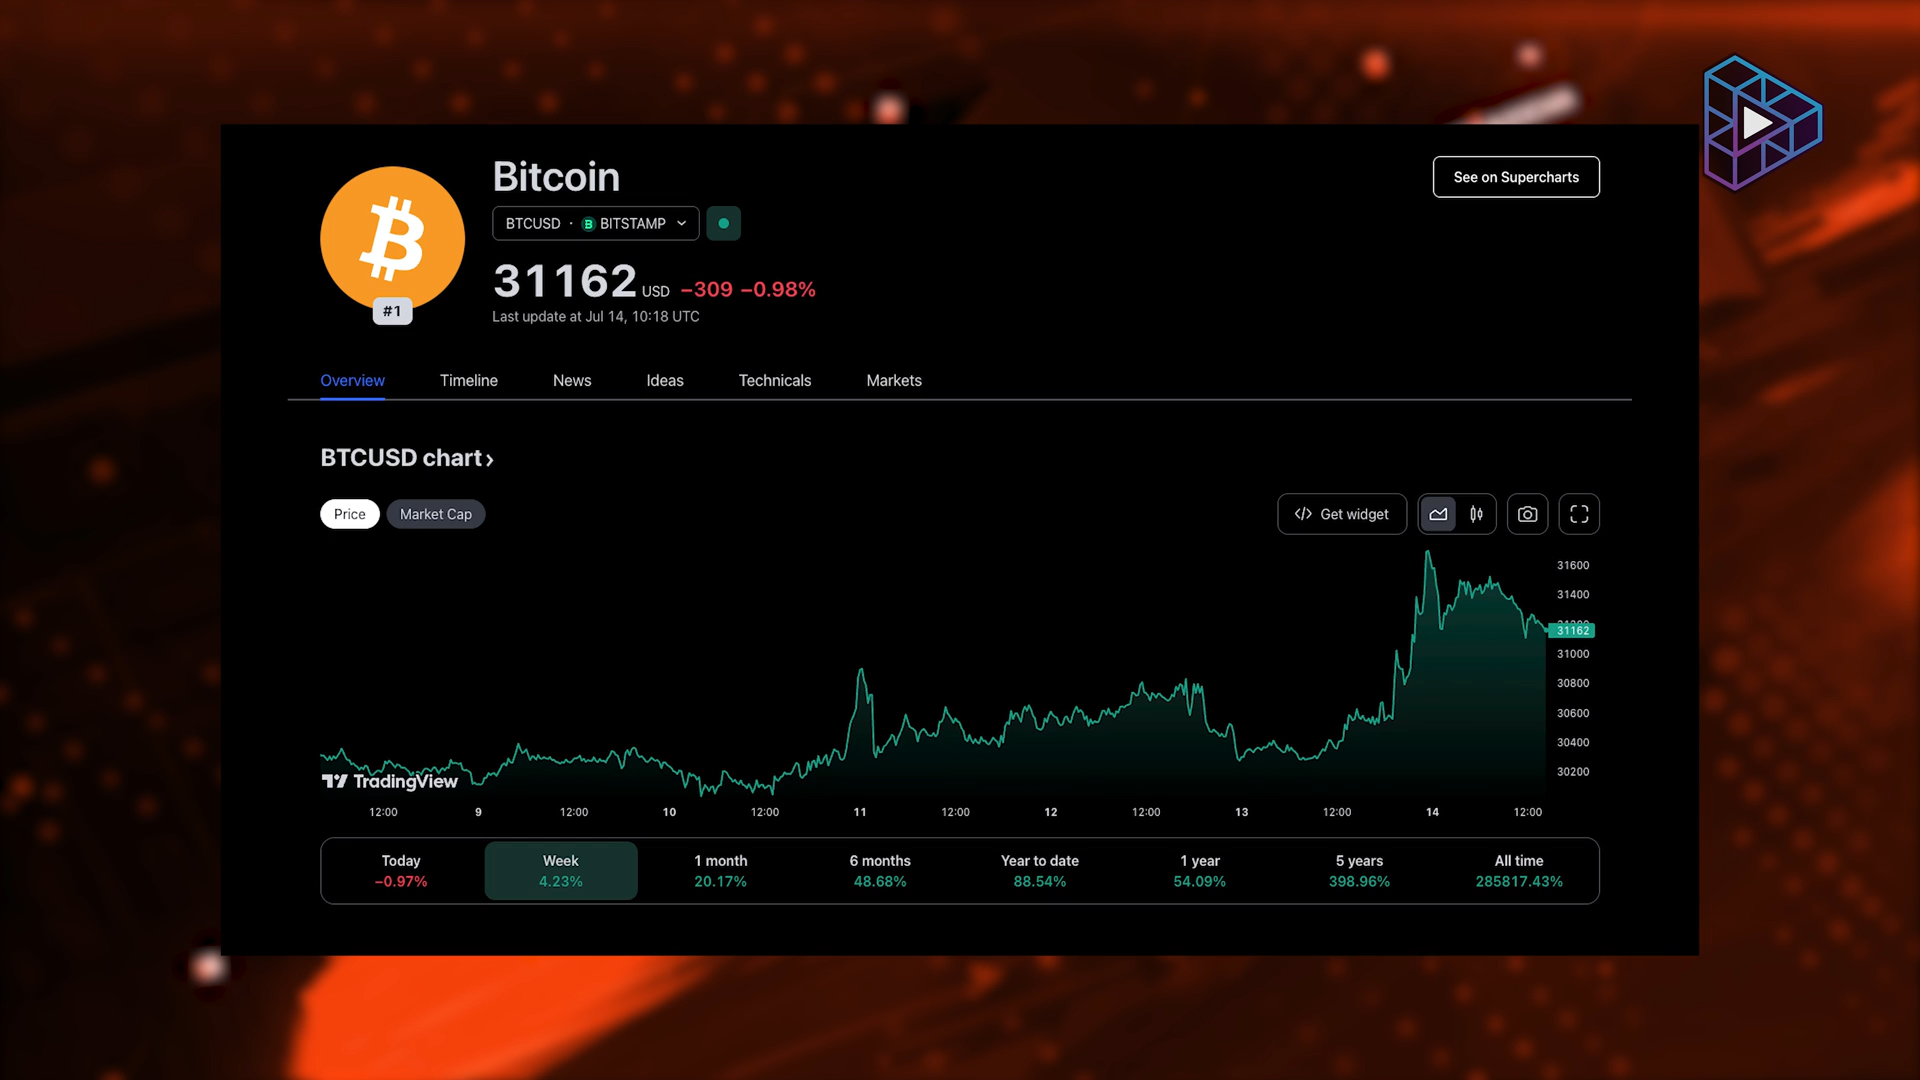 Bitcoin
See on Supercharts
BTCUSD · BITSTAMP
31162 USD −309 −0.98%
#1
Last update at Jul 14, 10:18 UTC
Overview Timeline News Ideas Technicals Markets
BTCUSD chart ›
Price Market Cap
</> Get widget
31600
31400
31162
31000
30800
30600
30400
30200
TradingView
12:00 9 12:00 10 12:00 11 12:00 12 12:00 13 12:00 14 12:00
Today Week 1 month 6 months Year to date 1 year 5 years All time
−0.97% 4.23% 20.17% 48.68% 88.54% 54.09% 398.96% 285817.43%